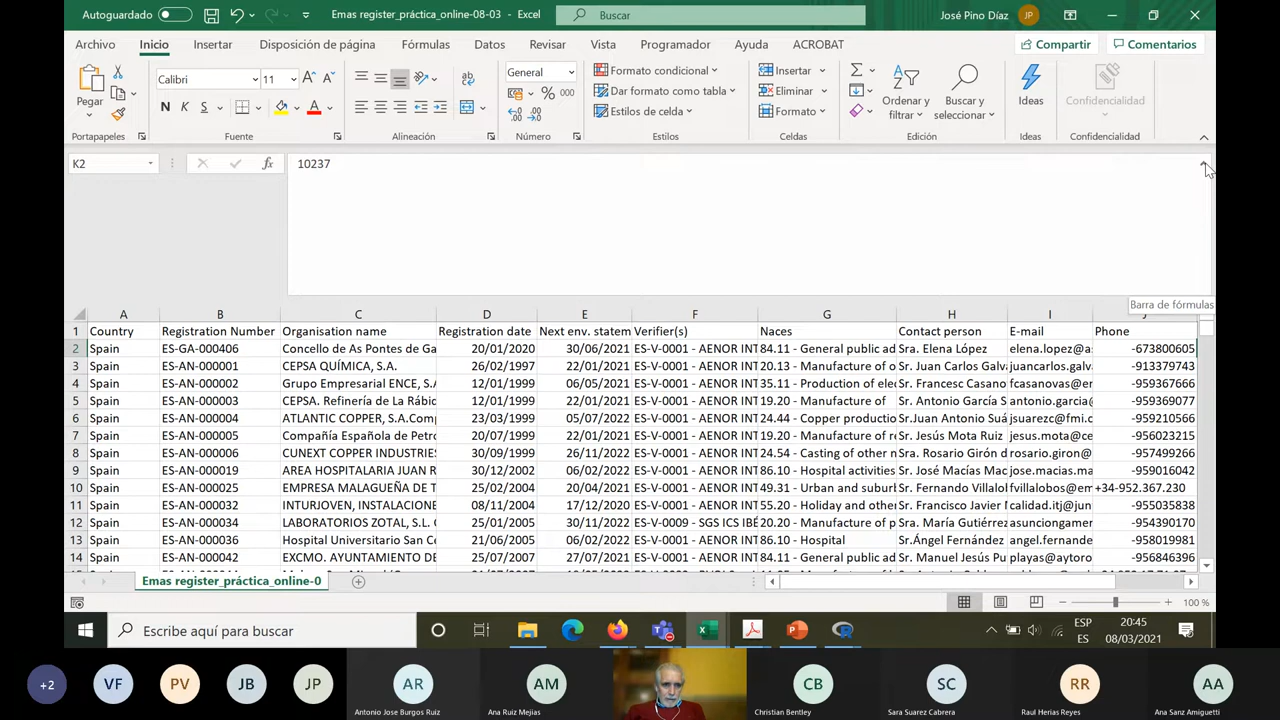 Autoguardado
Emas register_práctica_online-08-03 - Excel
Buscar
José Pino Díaz
JP
Archivo Inicio Insertar Disposición de página Fórmulas Datos Revisar Vista Programador Ayuda ACROBAT
Compartir Comentarios
Pegar
Calibri 11
N K S
General
% 000
Formato condicional
Dar formato como tabla
Estilos de celda
Insertar
Eliminar
Formato
Ordenar y filtrar
Buscar y seleccionar
Ideas
Confidencialidad
Portapapeles Fuente Alineación Número Estilos Celdas Edición Ideas Confidencialidad
K2 fx 10237
Barra de fórmulas
A B C D E F G H I J
1 Country Registration Number Organisation name Registration date Next env. statem Verifier(s) Naces Contact person E-mail Phone
2 Spain ES-GA-000406 Concello de As Pontes de Ga 20/01/2020 30/06/2021 ES-V-0001 - AENOR INT 84.11 - General public ad Sra. Elena López elena.lopez@a -673800605
3 Spain ES-AN-000001 CEPSA QUÍMICA, S.A. 26/02/1997 22/01/2021 ES-V-0001 - AENOR INT 20.13 - Manufacture of o Sr. Juan Carlos Galv juancarlos.galv -913379743
4 Spain ES-AN-000002 Grupo Empresarial ENCE, S.A 12/01/1999 06/05/2021 ES-V-0001 - AENOR INT 35.11 - Production of ele Sr. Francesc Casano fcasanovas@en -959367666
5 Spain ES-AN-000003 CEPSA. Refinería de La Rábic 12/01/1999 22/01/2021 ES-V-0001 - AENOR INT 19.20 - Manufacture of Sr. Antonio García S antonio.garcia -959369077
6 Spain ES-AN-000004 ATLANTIC COPPER, S.A.Comp 23/03/1999 05/07/2022 ES-V-0001 - AENOR INT 24.44 - Copper productio Sr.Juan Antonio Suá jsuarezc@fmi.c -959210566
7 Spain ES-AN-000005 Compañía Española de Petro 20/07/1999 22/01/2021 ES-V-0001 - AENOR INT 19.20 - Manufacture of re Sr. Jesús Mota Ruiz jesus.mota@ce -956023215
8 Spain ES-AN-000006 CUNEXT COPPER INDUSTRIES 30/09/1999 26/11/2022 ES-V-0001 - AENOR INT 24.54 - Casting of other n Sra. Rosario Girón d rosario.giron@ -957499266
9 Spain ES-AN-000019 AREA HOSPITALARIA JUAN R 30/12/2002 06/02/2022 ES-V-0001 - AENOR INT 86.10 - Hospital activities Sr. José Macías Mac jose.macias.ma -959016042
10 Spain ES-AN-000025 EMPRESA MALAGUEÑA DE T 25/02/2004 20/04/2021 ES-V-0001 - AENOR INT 49.31 - Urban and suburl Sr. Fernando Villalol fvillalobos@em +34-952.367.230
11 Spain ES-AN-000032 INTURJOVEN, INSTALACIONE 08/11/2004 17/12/2020 ES-V-0001 - AENOR INT 55.20 - Holiday and other Sr. Francisco Javier M calidad.itj@jun -955035838
12 Spain ES-AN-000034 LABORATORIOS ZOTAL, S.L. 25/01/2005 30/11/2022 ES-V-0009 - SGS ICS IBÉ 20.20 - Manufacture of p Sra. María Gutiérrez asunciongamer -954390170
13 Spain ES-AN-000036 Hospital Universitario San Ce 21/06/2005 06/02/2022 ES-V-0001 - AENOR INT 86.10 - Hospital Sr.Ángel Fernández angel.fernande -958019981
14 Spain ES-AN-000042 EXCMO. AYUNTAMIENTO DE 25/07/2007 27/07/2021 ES-V-0001 - AENOR INT 84.11 - General public ad Sr. Manuel Jesús Pu playas@aytoro -956846396
Emas register_práctica_online-0
100 %
Escribe aquí para buscar
ESP
ES
20:45
08/03/2021
+2 VF PV JB JP AR AM CB SC RR AA
Antonio Jose Burgos Ruiz Ana Ruiz Mejias Christian Bentley Sara Suarez Cabrera Raul Herias Reyes Ana Sanz Amiguetti